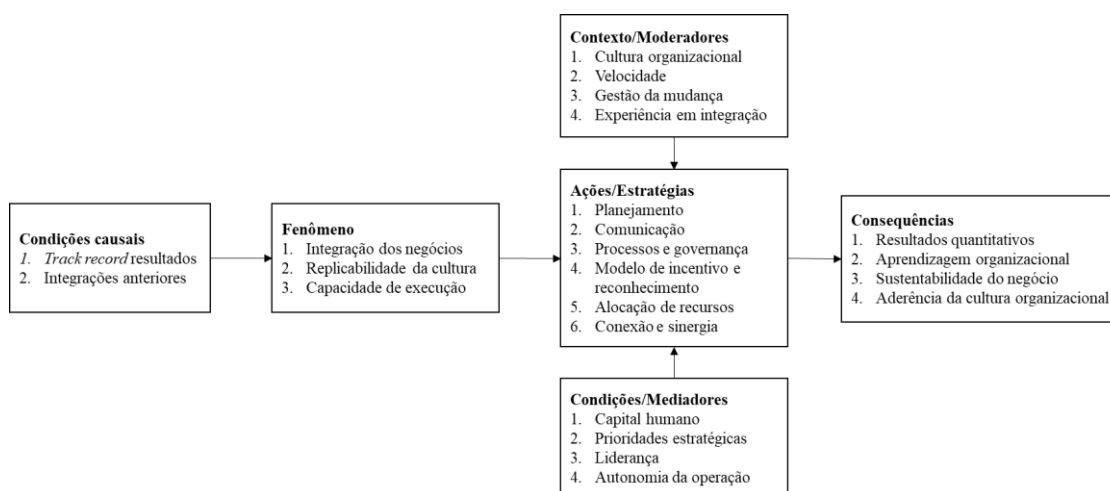 Contexto/Moderadores
1. Cultura organizacional
2. Velocidade
3. Gestão da mudança
4. Experiência em integração
Condições causais
1. Track record resultados
2. Integrações anteriores
Fenômeno
1. Integração dos negócios
2. Replicabilidade da cultura
3. Capacidade de execução
Ações/Estratégias
1. Planejamento
2. Comunicação
3. Processos e governança
4. Modelo de incentivo e
reconhecimento
5. Alocação de recursos
6. Conexão e sinergia
Consequências
1. Resultados quantitativos
2. Aprendizagem organizacional
3. Sustentabilidade do negócio
4. Aderência da cultura organizacional
Condições/Mediadores
1. Capital humano
2. Prioridades estratégicas
3. Liderança
4. Autonomia da operação